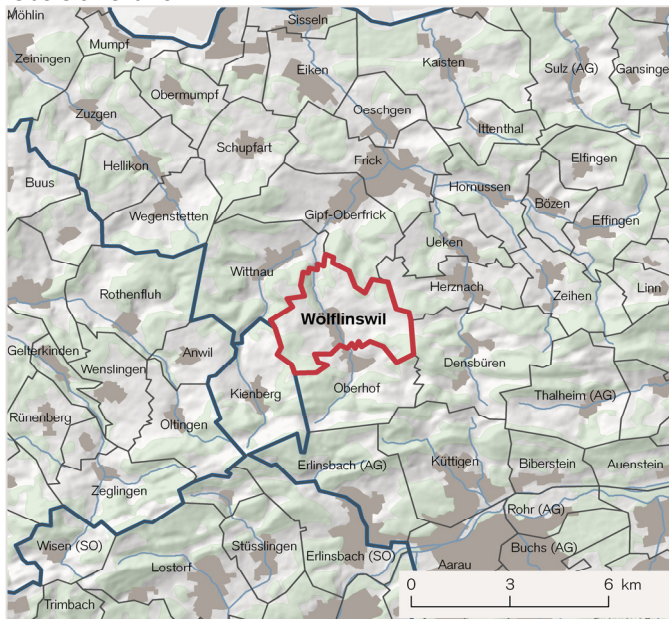 Möhlin
Sisseln
Mumpf
Zeiningen
Eiken
Kaisten
Sulz (AG)
Gansinge
Obermumpf
Zuzgen
Oeschgen
Ittenthal
Schupfart
Frick
Elfingen
Hellikon
Buus
Hornussen
Bözen
Wegenstetten
Gipf-Oberfrick
Effingen
Ueken
Wittnau
Herznach
Rothenfluh
Zeihen
Linn
Wölflinswil
Gelterkinden
Anwil
Wenslingen
Densbüren
Kienberg
Oberhof
Thalheim (AG)
Rünenberg
Oltingen
Erlinsbach (AG)
Küttigen
Biberstein
Auenstein
Zeglingen
Rohr (AG)
Wisen (SO)
Stüsslingen
Erlinsbach (SO)
Buchs (AG)
Lostorf
Aarau
0 3 6 km
Trimbach